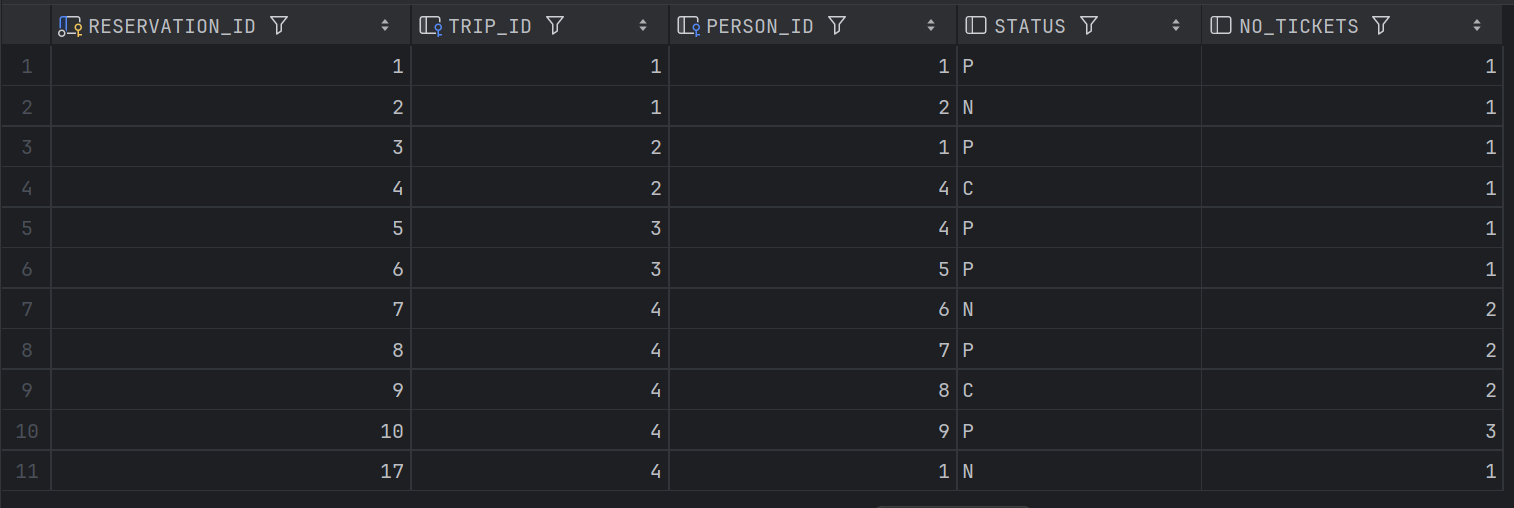 RESERVATION_ID TRIP_ID PERSON_ID STATUS NO_TICKETS
1 1 1 1 P 1
2 2 1 2 N 1
3 3 2 1 P 1
4 4 2 4 C 1
5 5 3 4 P 1
6 6 3 5 P 1
7 7 4 6 N 2
8 8 4 7 P 2
9 9 4 8 C 2
10 10 4 9 P 3
11 17 4 1 N 1